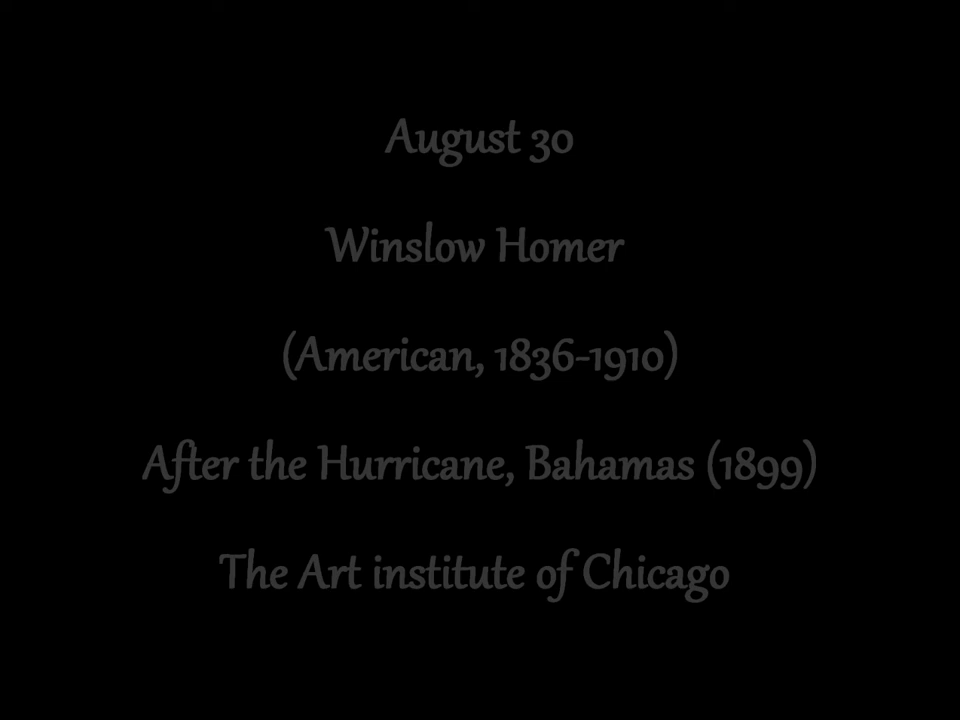 August 30
Winslow Homer
(American, 1836-1910)
After the Hurricane, Bahamas (1899)
The Art institute of Chicago